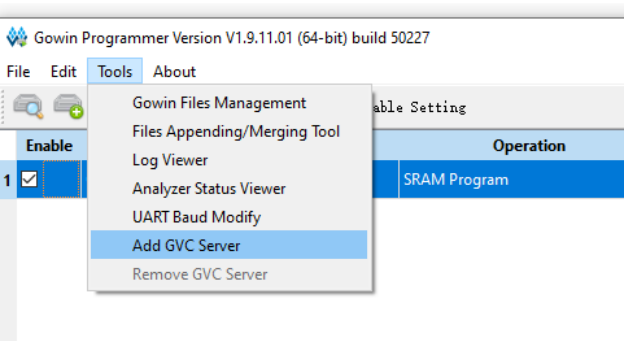 Gowin Programmer Version V1.9.11.01 (64-bit) build 50227
File Edit Tools About
Gowin Files Management
Files Appending/Merging Tool
Log Viewer
Analyzer Status Viewer
UART Baud Modify
Add GVC Server
Remove GVC Server
able Setting
Enable Operation
1 SRAM Program